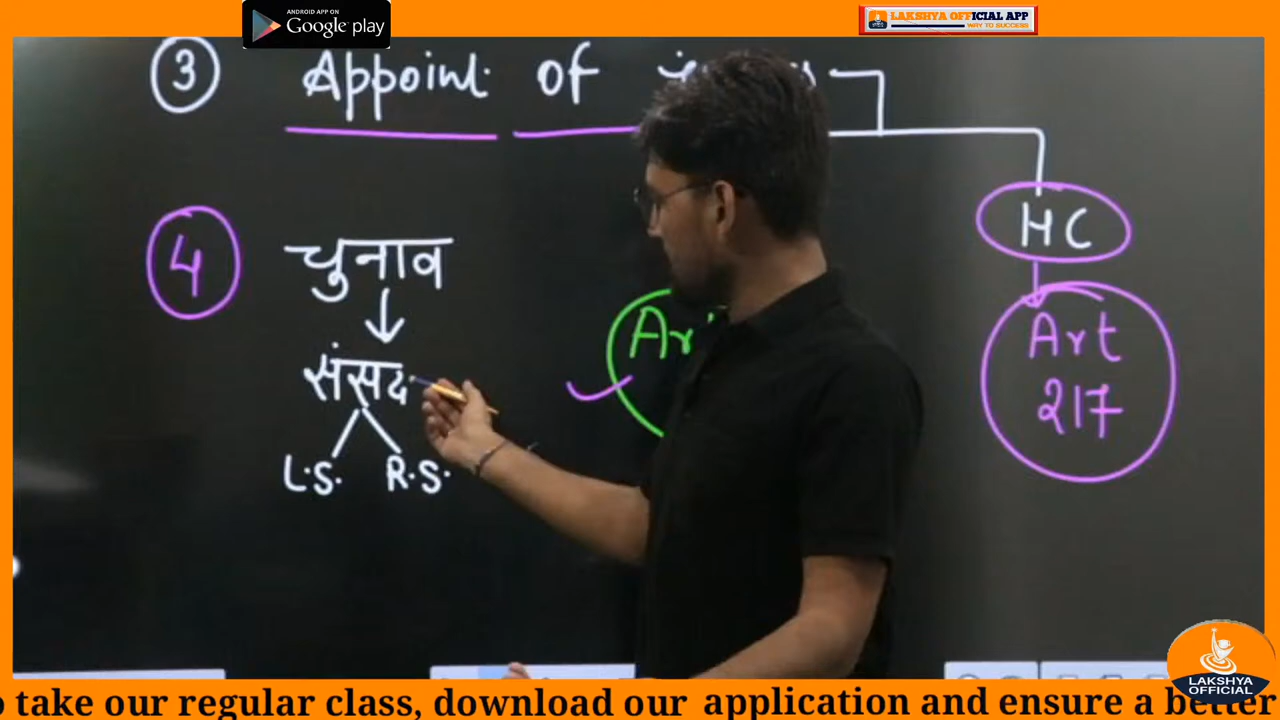 ANDROID APP ON
Google play
LAKSHYA OFFICIAL APP
WAY TO SUCCESS
3 Appoint. of
HC
4 चुनाव
संसद
Art
217
L.S. R.S.
LAKSHYA
OFFICIAL
take our regular class, download our application and ensure a better